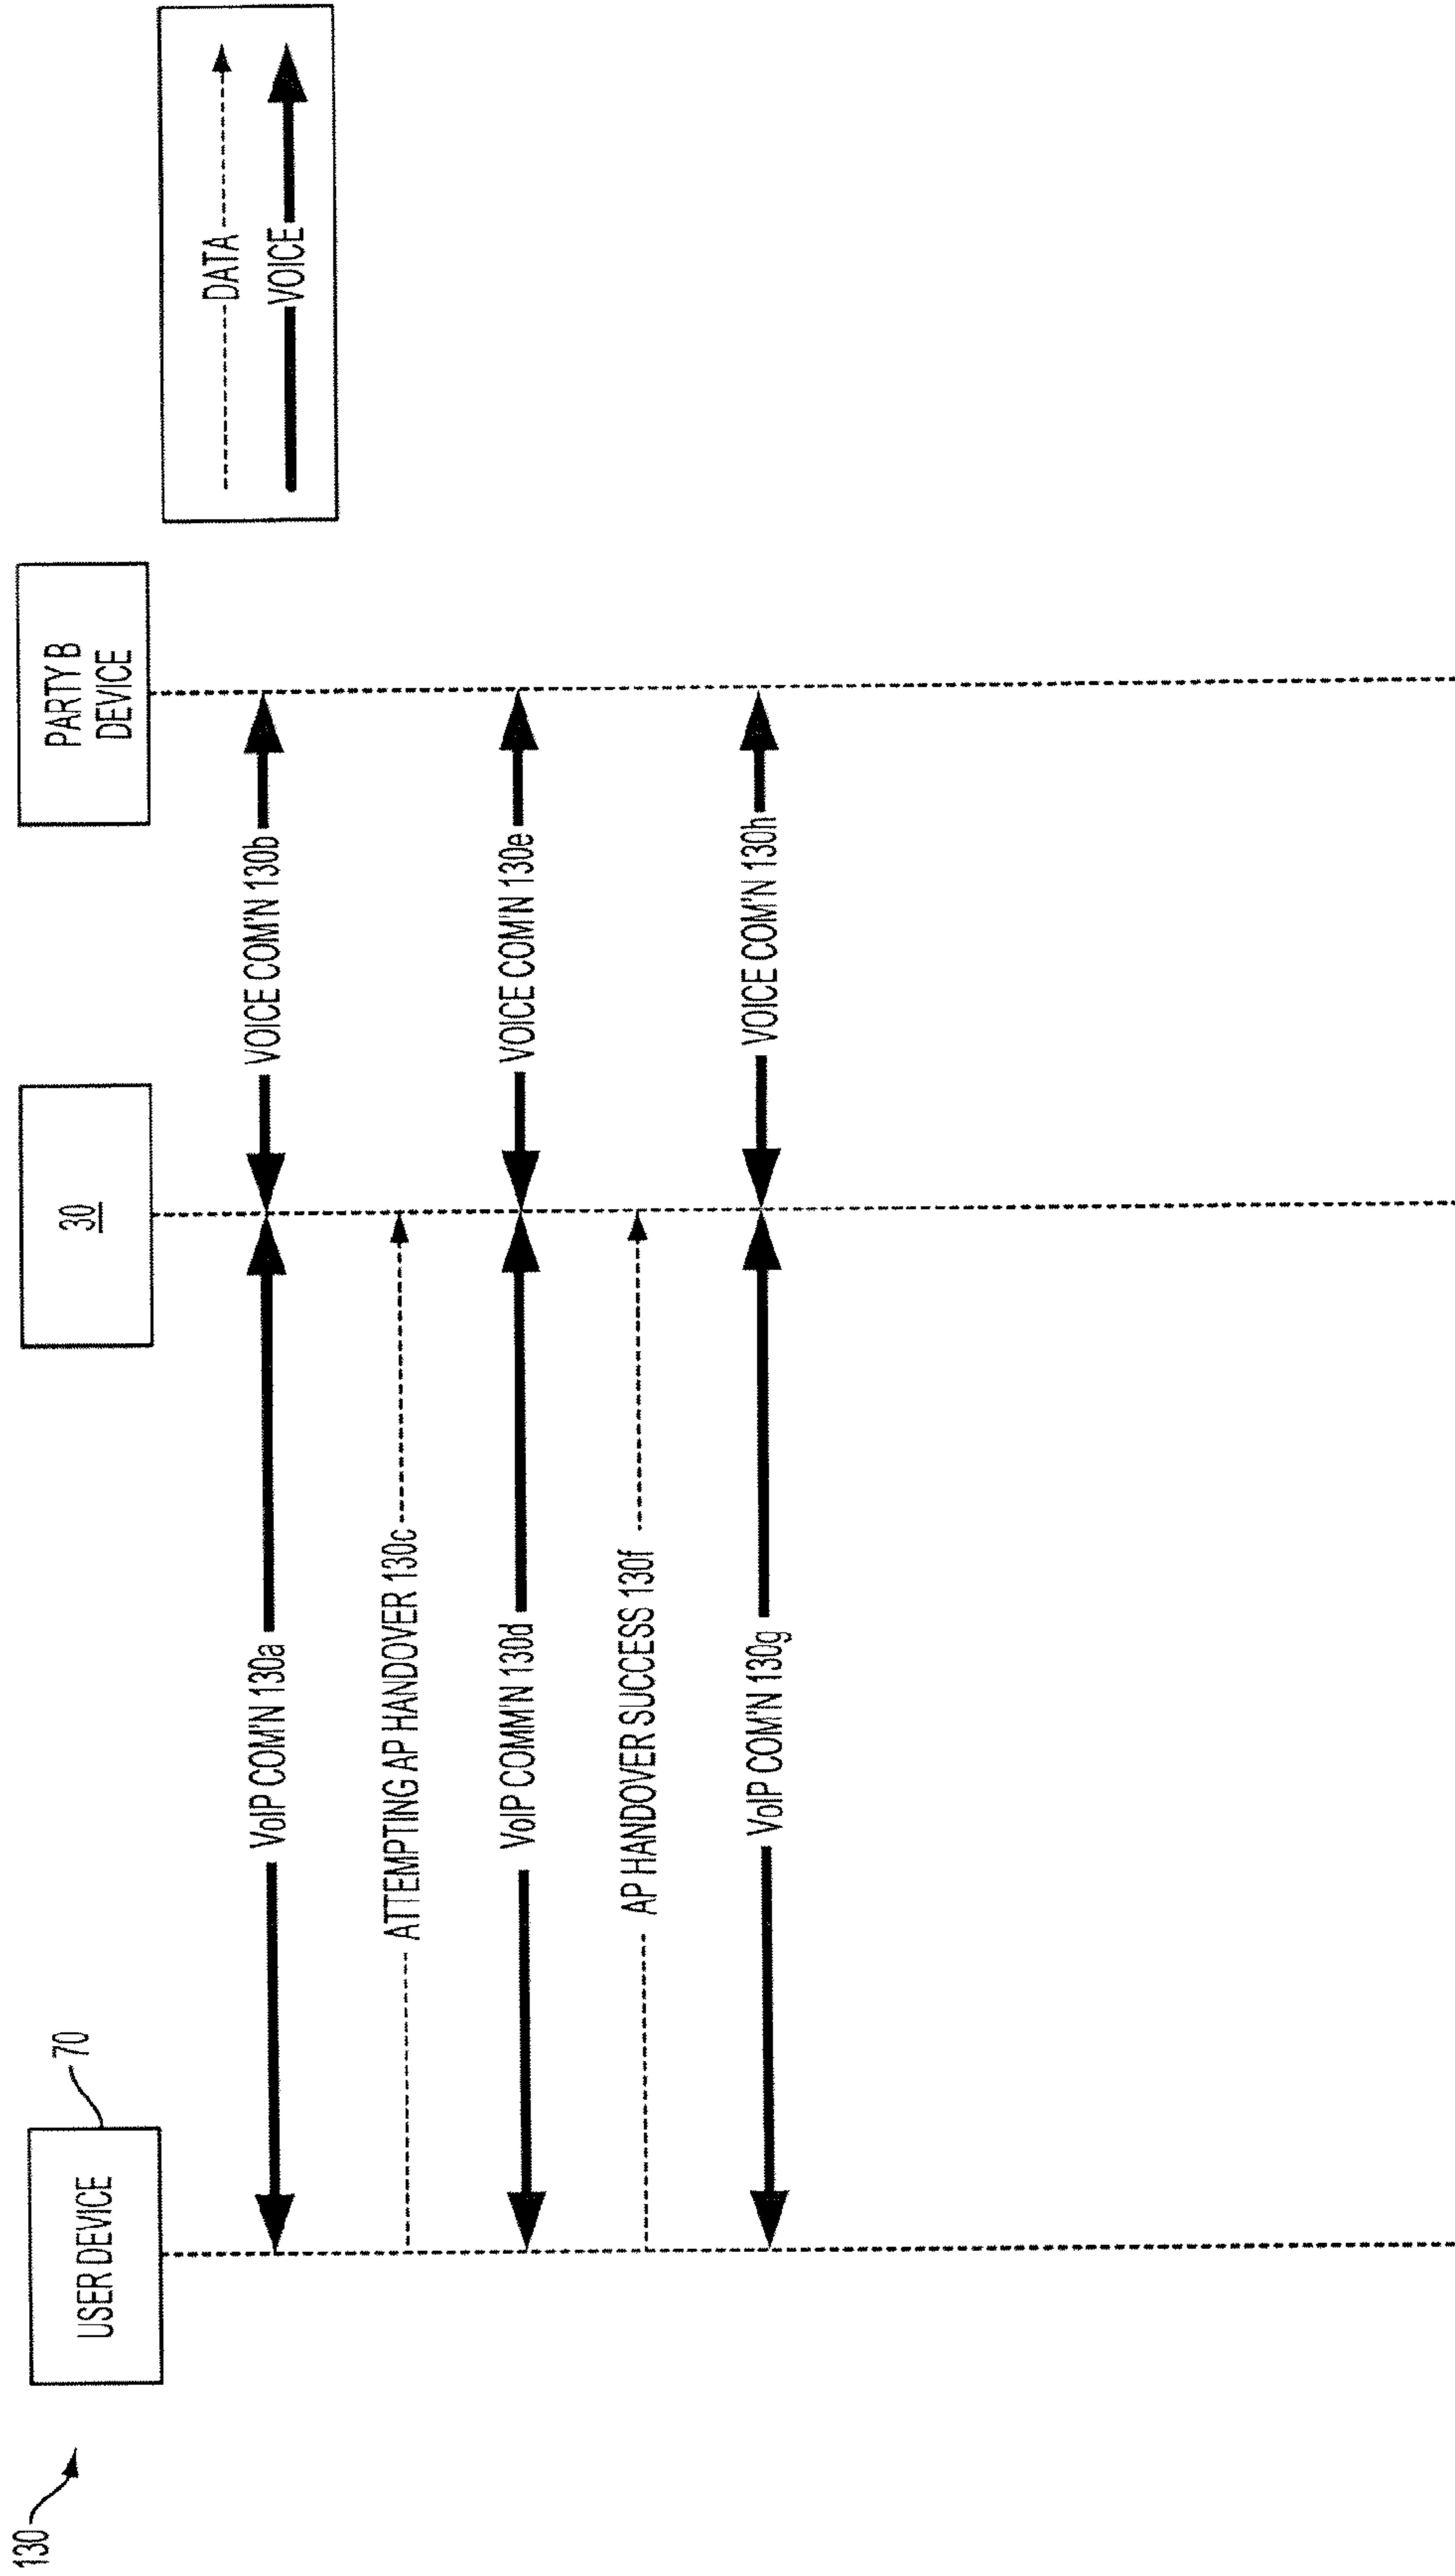 130
USER DEVICE
70
30
PARTY B
DEVICE
DATA
VOICE
VoIP COM'N 130a
VOICE COM'N 130b
ATTEMPTING AP HANDOVER 130c
VoIP COMM'N 130d
VOICE COM'N 130e
AP HANDOVER SUCCESS 130f
VoIP COM'N 130g
VOICE COM'N 130h